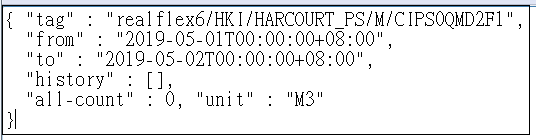 { "tag" : "realflex6/HKI/HARCOURT_PS/M/CIPSOQMD2F1",
"from" : "2019-05-01T00:00:00+08:00",
"to" : "2019-05-02T00:00:00+08:00",
"history" : [],
"all-count" : 0, "unit" : "M3"
}